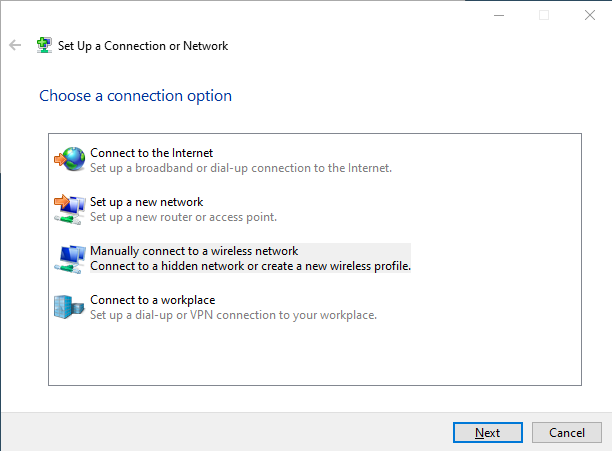 Set Up a Connection or Network
Choose a connection option
Connect to the Internet
Set up a broadband or dial-up connection to the Internet.
Set up a new network
Set up a new router or access point.
Manually connect to a wireless network
Connect to a hidden network or create a new wireless profile.
Connect to a workplace
Set up a dial-up or VPN connection to your workplace.
Next
Cancel